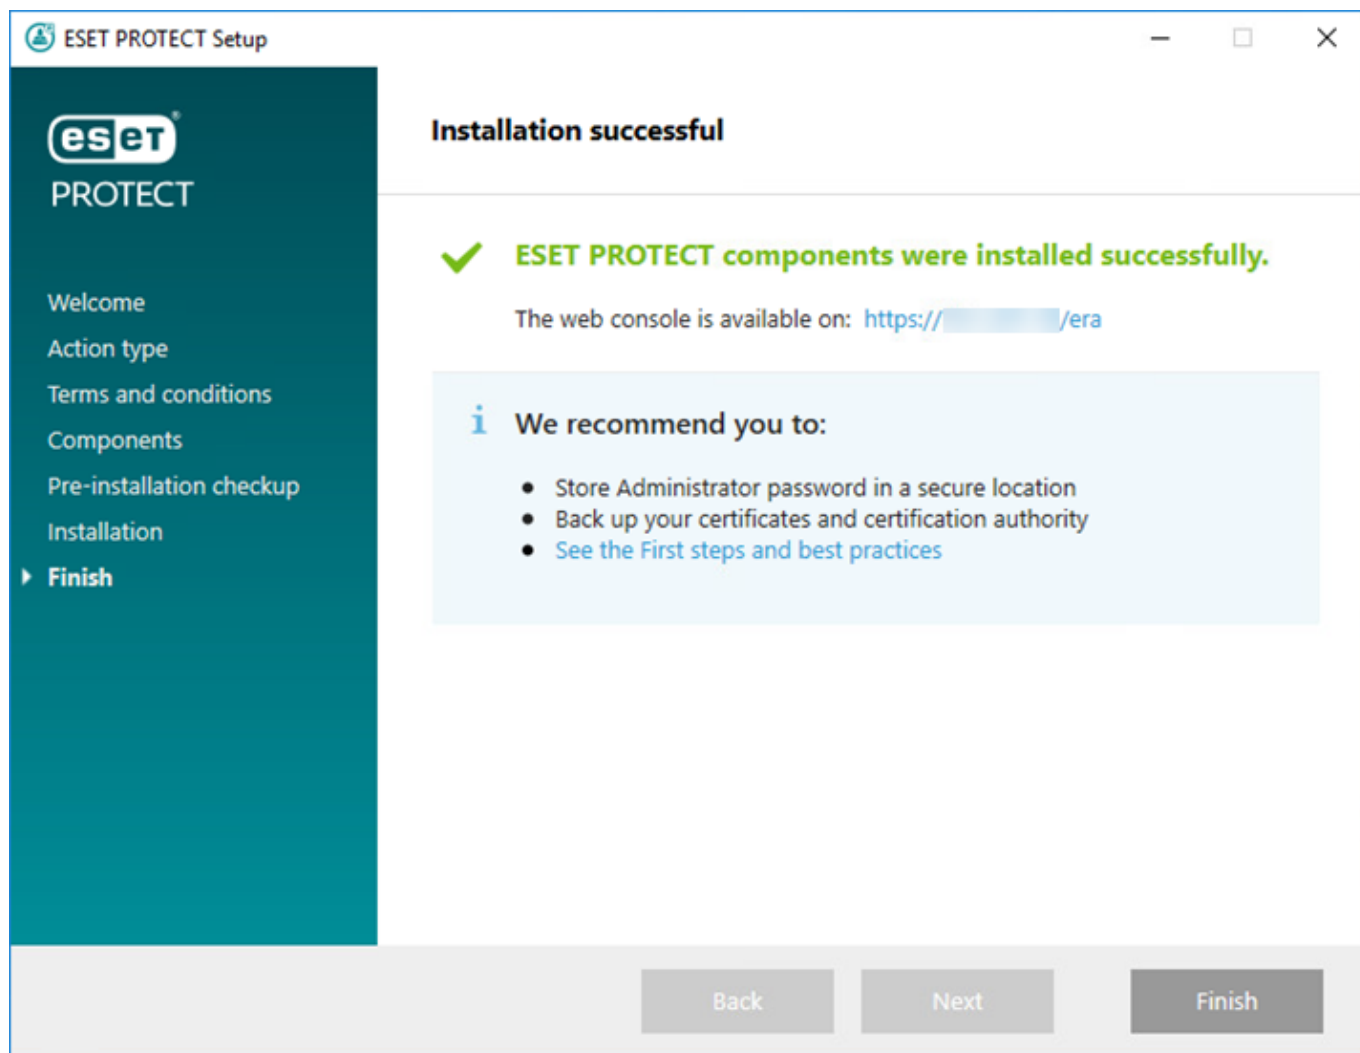 ESET PROTECT Setup
eset®
PROTECT
Welcome
Action type
Terms and conditions
Components
Pre-installation checkup
Installation
Finish
Installation successful
ESET PROTECT components were installed successfully.
The web console is available on: https:// /era
i We recommend you to:
• Store Administrator password in a secure location
• Back up your certificates and certification authority
• See the First steps and best practices
Back Next Finish